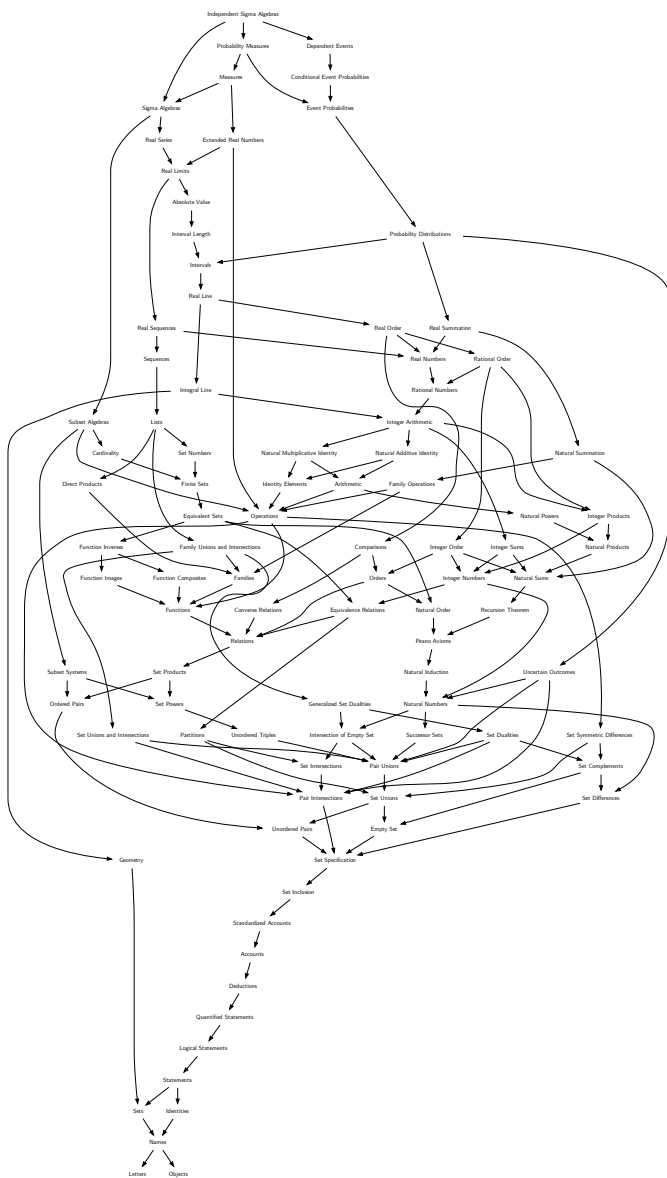 Independent Sigma Algebras
Probability Measures
Dependent Events
Measures
Conditional Event Probabilities
Sigma Algebras
Event Probabilities
Real Series
Extended Real Numbers
Real Limits
Absolute Value
Interval Length
Probability Distributions
Intervals
Real Line
Real Sequences
Real Order
Real Summation
Sequences
Real Numbers
Rational Order
Integral Line
Rational Numbers
Subset Algebras
Lists
Integer Arithmetic
Cardinality
Set Numbers
Natural Multiplicative Identity
Natural Additive Identity
Natural Summation
Direct Products
Finite Sets
Identity Elements
Arithmetic
Family Operations
Equivalent Sets
Operations
Natural Powers
Integer Products
Function Inverses
Family Unions and Intersections
Comparisons
Integer Order
Integer Sums
Natural Products
Function Images
Function Composites
Families
Orders
Integer Numbers
Natural Sums
Functions
Converse Relations
Equivalence Relations
Natural Order
Recursion Theorem
Relations
Peano Axioms
Subset Systems
Set Products
Natural Induction
Uncertain Outcomes
Ordered Pairs
Set Powers
Generalized Set Dualities
Natural Numbers
Set Unions and Intersections
Partitions
Unordered Triples
Intersection of Empty Set
Successor Sets
Set Dualities
Set Symmetric Differences
Set Intersections
Pair Unions
Set Complements
Pair Intersections
Set Unions
Set Differences
Unordered Pairs
Empty Set
Geometry
Set Specification
Set Inclusion
Standardized Accounts
Accounts
Deductions
Quantified Statements
Logical Statements
Statements
Sets
Identities
Names
Letters
Objects